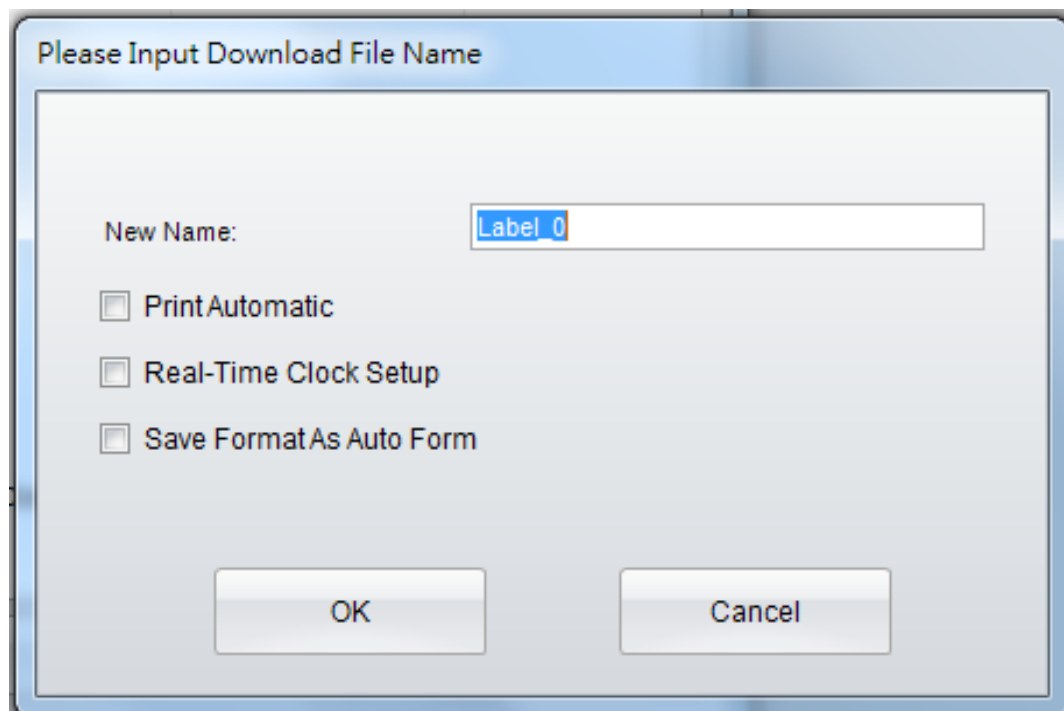 Please Input Download File Name
New Name:
Label_0
Print Automatic
Real-Time Clock Setup
Save Format As Auto Form
OK
Cancel